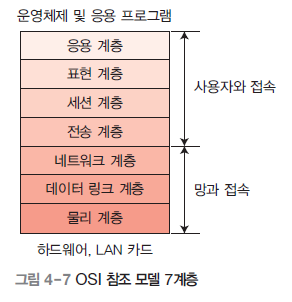 운영체제 및 응용 프로그램
응용 계층
표현 계층
사용자와 접속
세션 계층
전송 계층
네트워크 계층
데이터 링크 계층
망과 접속
물리 계층
하드웨어, LAN 카드
그림 4-7 OSI 참조 모델 7계층